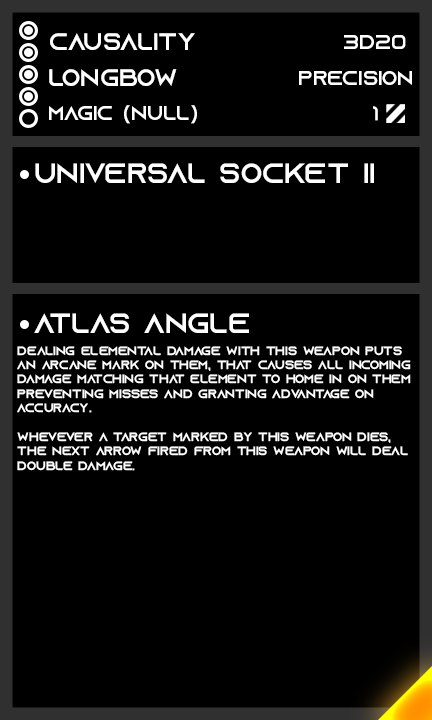 CAUSALITY 3D20
LONGBOW PRECISION
MAGIC (NULL) 1
•UNIVERSAL SOCKET II
•ATLAS ANGLE
DEALING ELEMENTAL DAMAGE WITH THIS WEAPON PUTS
AN ARCANE MARK ON THEM, THAT CAUSES ALL INCOMING
DAMAGE MATCHING THAT ELEMENT TO HOME IN ON THEM
PREVENTING MISSES AND GRANTING ADVANTAGE ON
ACCURACY.
WHEVEVER A TARGET MARKED BY THIS WEAPON DIES,
THE NEXT ARROW FIRED FROM THIS WEAPON WILL DEAL
DOUBLE DAMAGE.